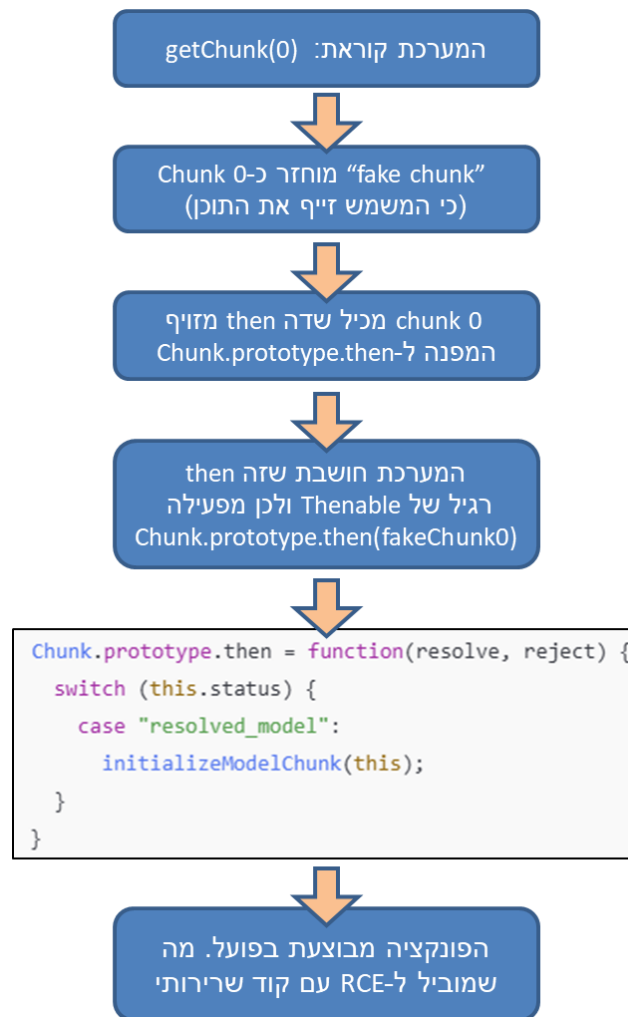 המערכת קוראת: getChunk(0)
“fake chunk” מוחזר כ-Chunk 0
(כי המשמש זייף את התוכן)
chunk 0 מכיל שדה then מזויף
המפנה ל-Chunk.prototype.then
המערכת חושבת שזה then
רגיל של Thenable ולכן מפעילה
Chunk.prototype.then(fakeChunk0)
Chunk.prototype.then = function(resolve, reject) {
switch (this.status) {
case "resolved_model":
initializeModelChunk(this);
}
}
הפונקציה מבוצעת בפועל. מה
שמוביל ל-RCE עם קוד שרירותי